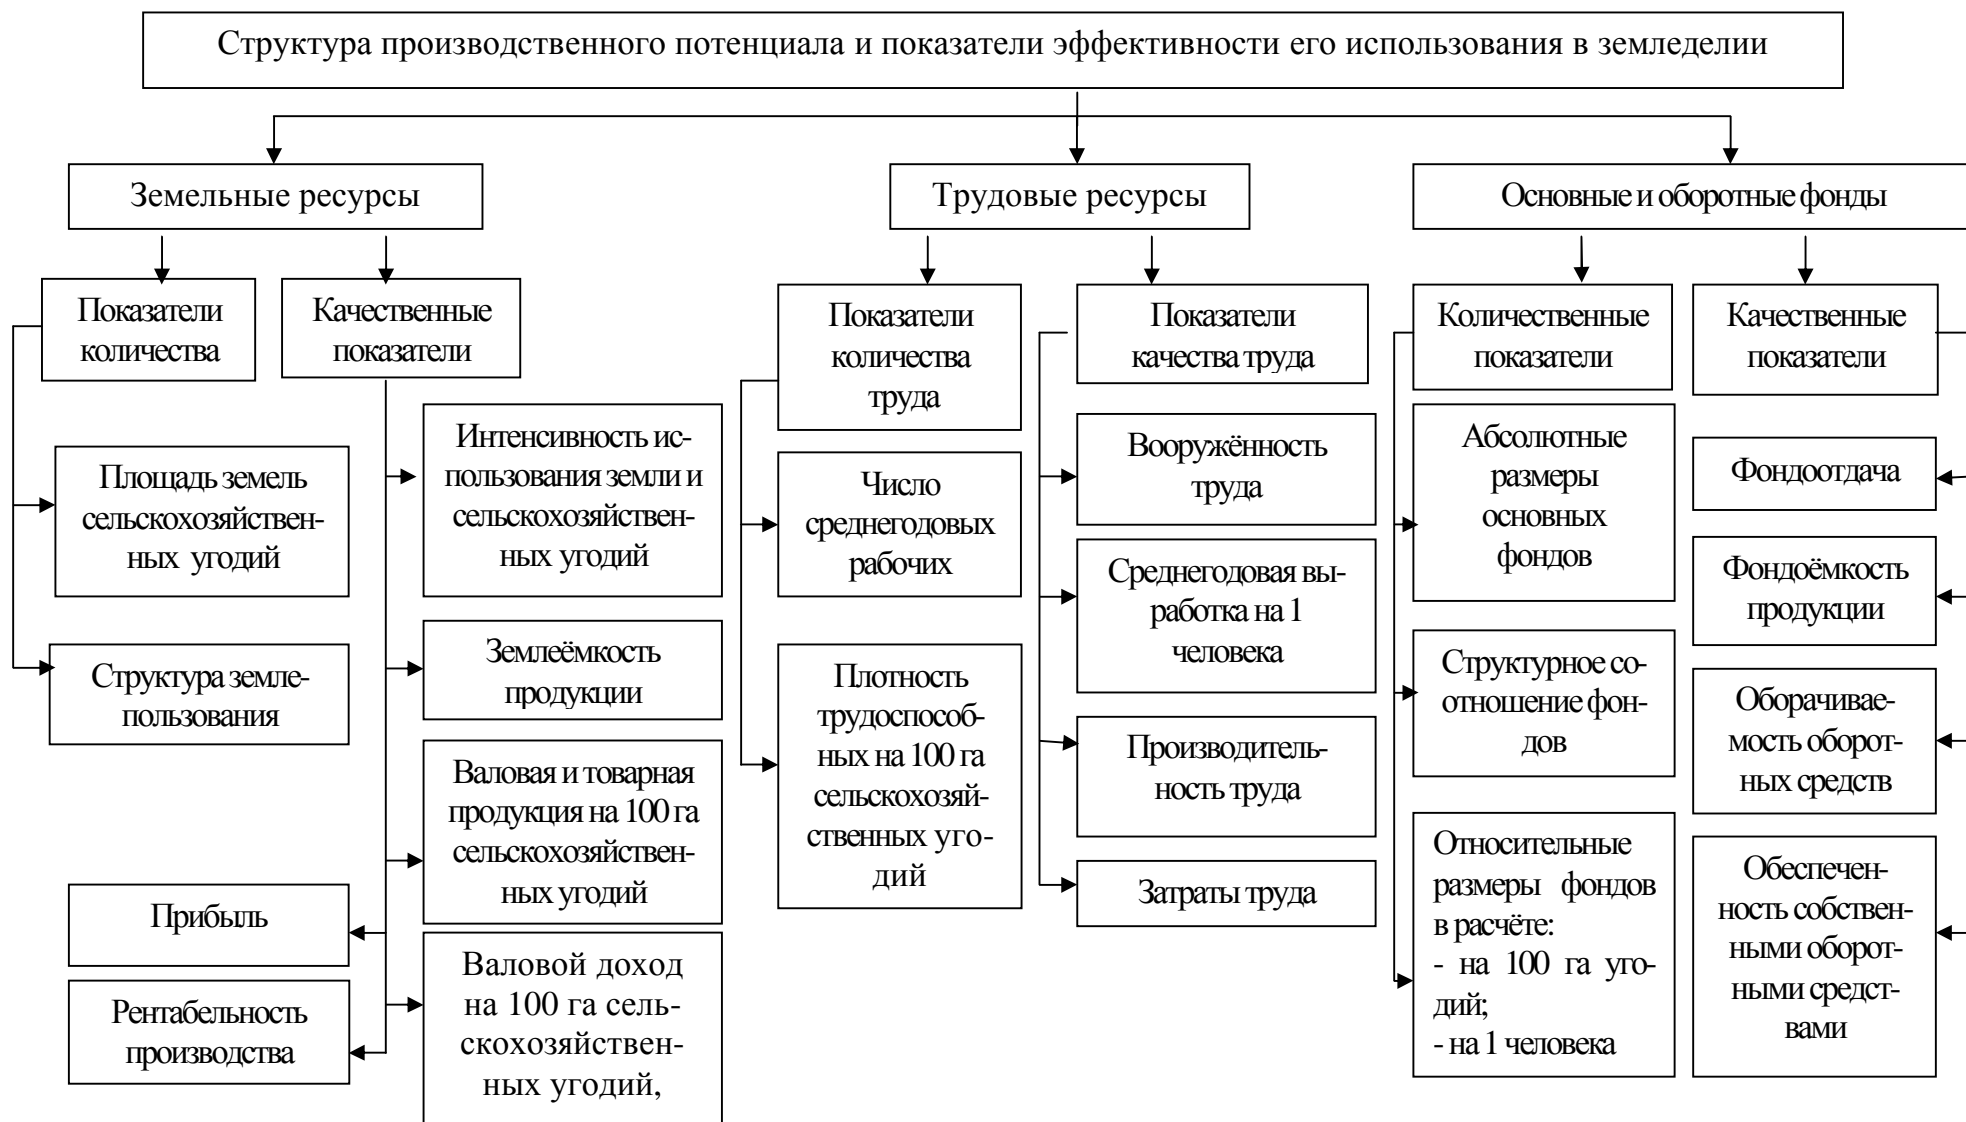 Структура производственного потенциала и показатели эффективности его использования в земледелии
Земельные ресурсы
Трудовые ресурсы
Основные и оборотные фонды
Показатели
количества
Качественные
показатели
Показатели
количества
труда
Показатели
качества труда
Количественные
показатели
Качественные
показатели
Площадь земель
сельскохозяйствен-
ных угодий
Структура земле-
пользования
Интенсивность ис-
пользования земли и
сельскохозяйствен-
ных угодий
Землеёмкость
продукции
Валовая и товарная
продукция на 100 га
сельскохозяйствен-
ных угодий
Валовой доход
на 100 га сель-
скохозяйствен-
ных угодий,
Прибыль
Рентабельность
производства
Число
среднегодовых
рабочих
Плотность
трудоспособ-
ных на 100 га
сельскохозяй-
ственных уго-
дий
Вооружённость
труда
Среднегодовая вы-
работка на 1
человека
Производитель-
ность труда
Затраты труда
Абсолютные
размеры
основных
фондов
Структурное со-
отношение фон-
дов
Относительные
размеры фондов
в расчёте:
- на 100 га уго-
дий;
- на 1 человека
Фондоотдача
Фондоёмкость
продукции
Оборачивае-
мость оборот-
ных средств
Обеспечен-
ность собствен-
ными оборот-
ными средст-
вами